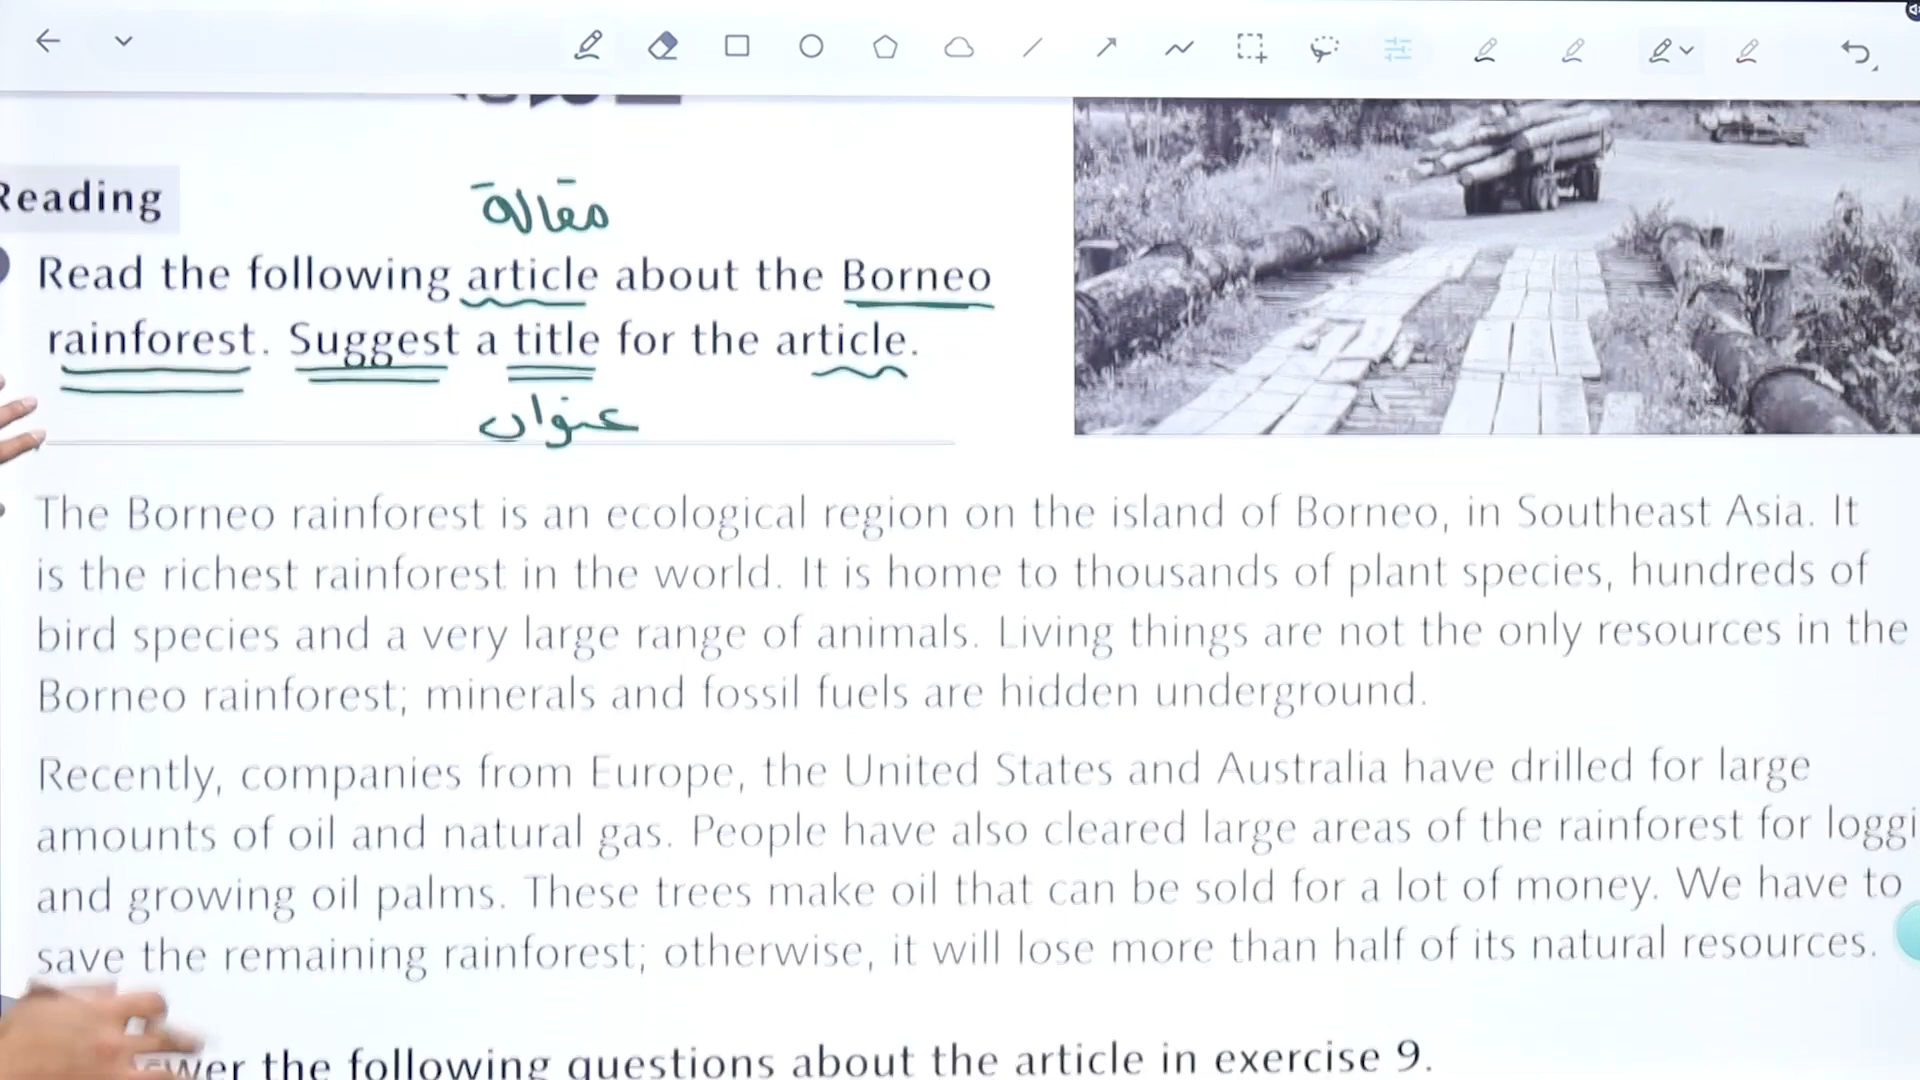 Reading
مقالة
Read the following article about the Borneo
rainforest. Suggest a title for the article.
عنوان
The Borneo rainforest is an ecological region on the island of Borneo, in Southeast Asia. It
is the richest rainforest in the world. It is home to thousands of plant species, hundreds of
bird species and a very large range of animals. Living things are not the only resources in the
Borneo rainforest; minerals and fossil fuels are hidden underground.
Recently, companies from Europe, the United States and Australia have drilled for large
amounts of oil and natural gas. People have also cleared large areas of the rainforest for loggi
and growing oil palms. These trees make oil that can be sold for a lot of money. We have to
save the remaining rainforest; otherwise, it will lose more than half of its natural resources.
wer the following questions about the article in exercise 9.